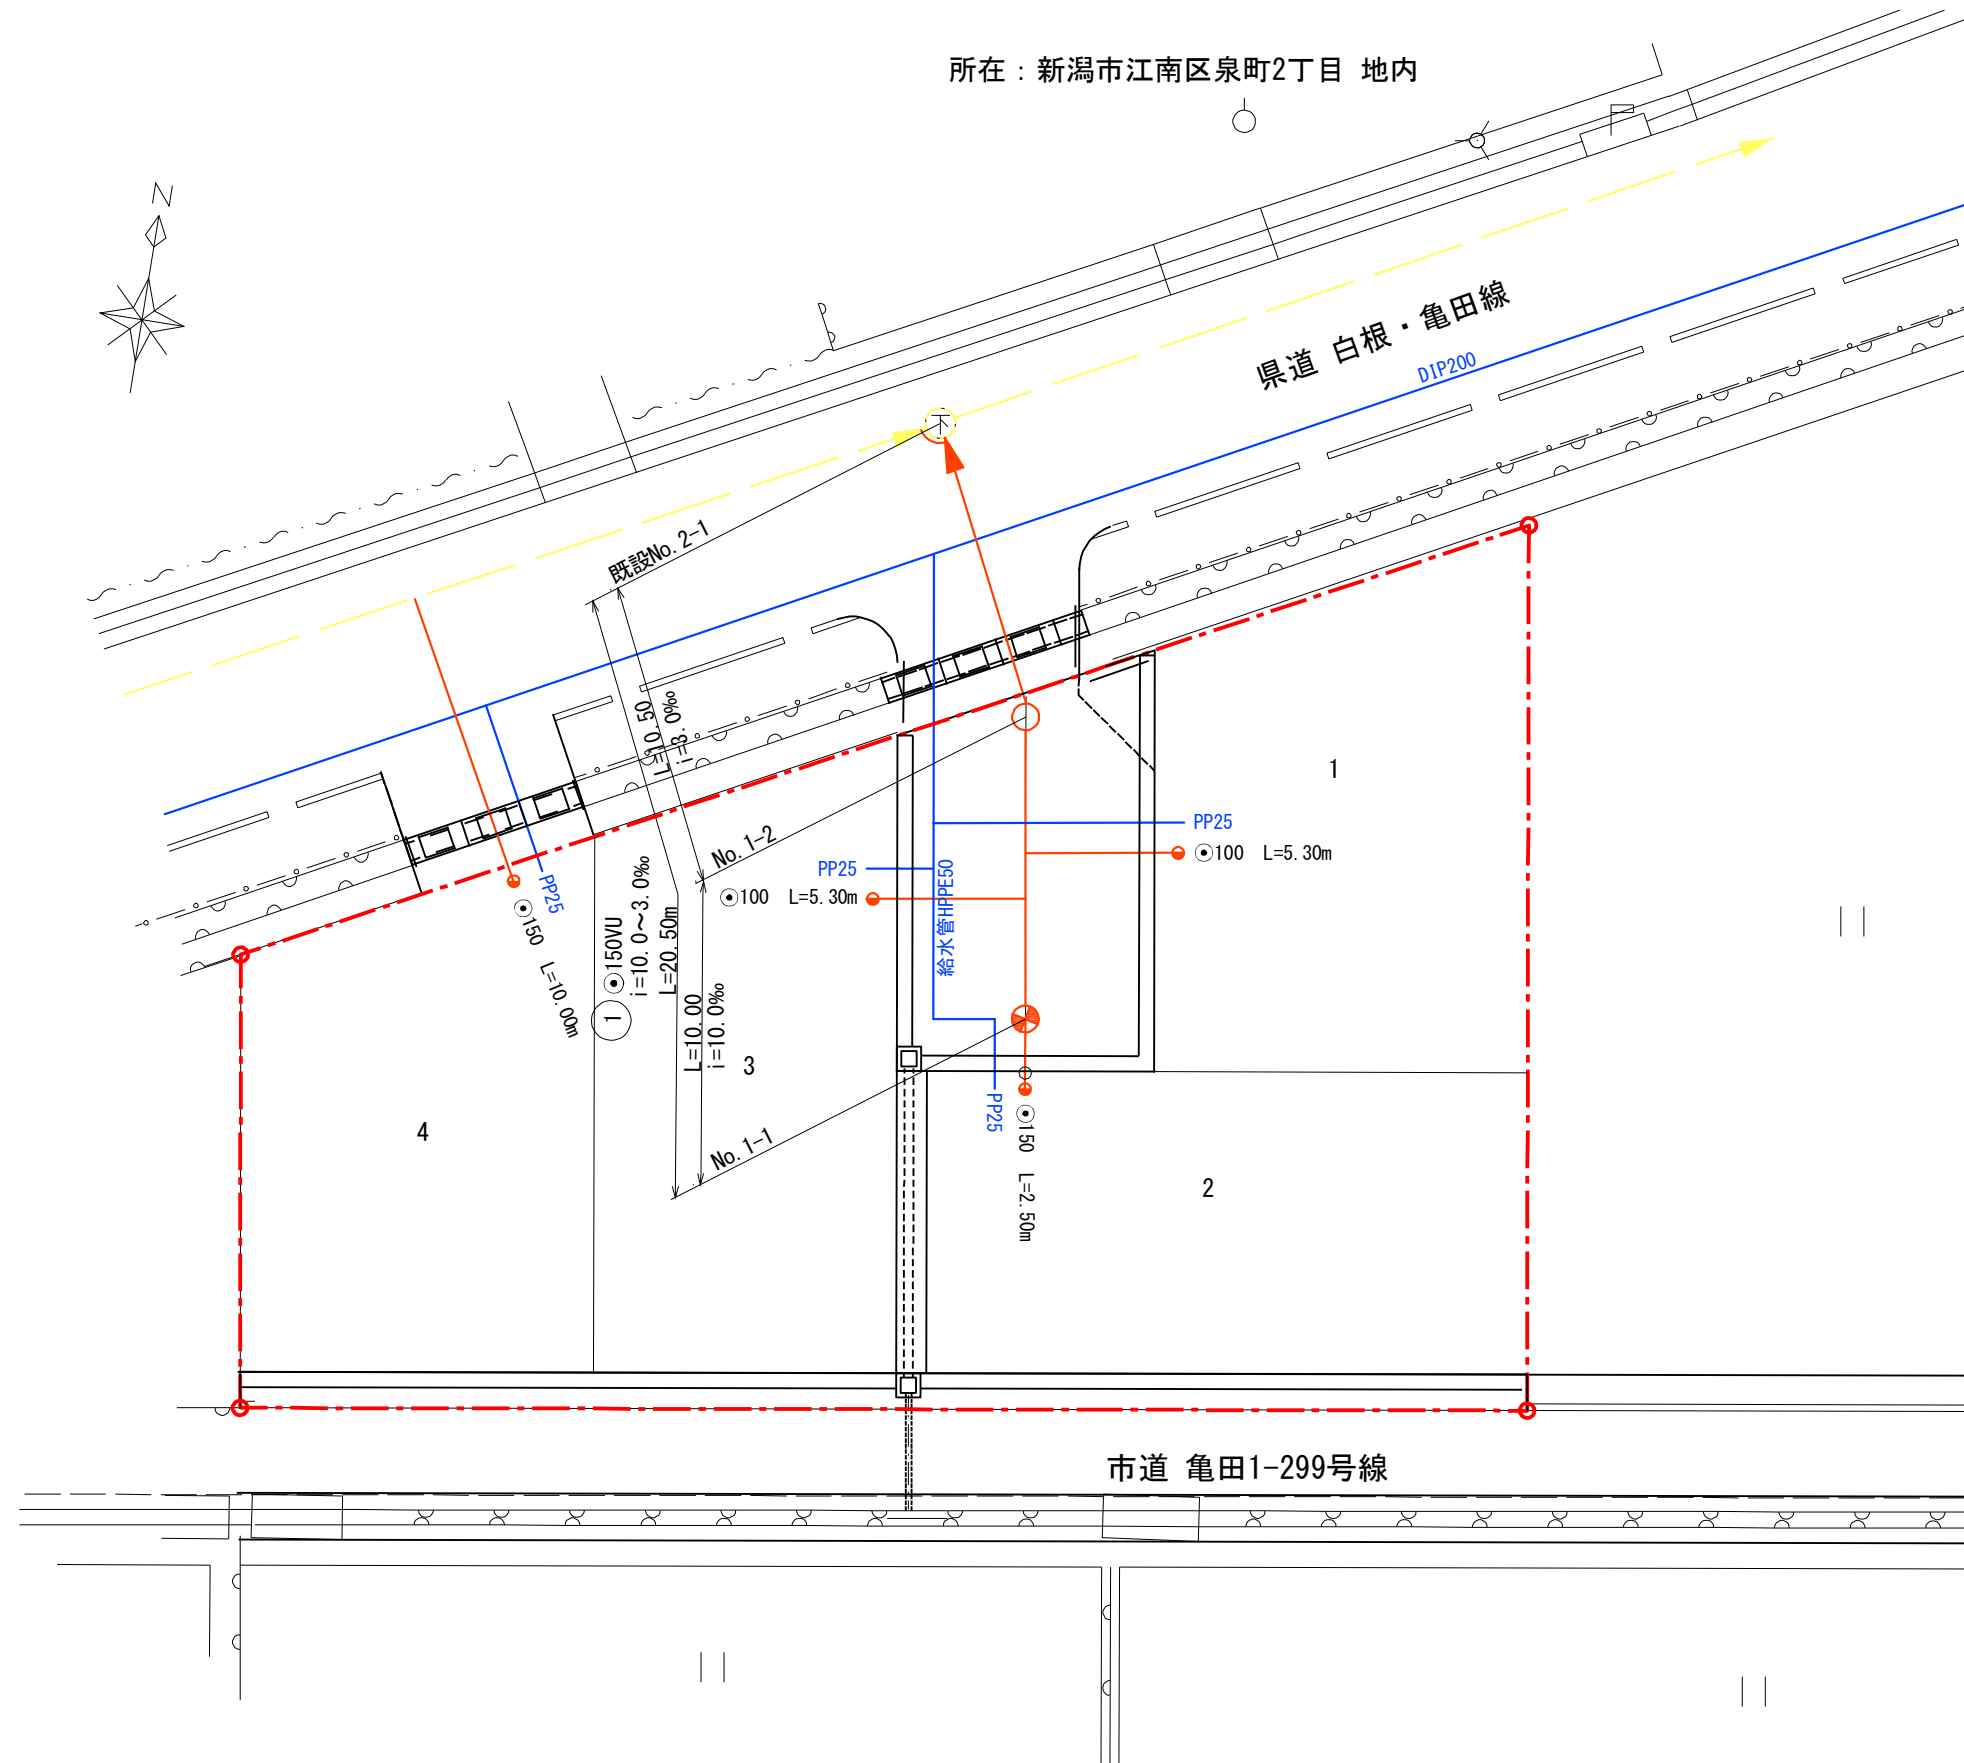 所在：新潟市江南区泉町2丁目 地内
N
県道 白根・亀田線
DIP200
下
既設No.2-1
L=10.50
i=3.0‰
No.1-2
1
PP25
⦿100 L=5.30m
PP25
⦿100 L=5.30m
給水管HPPE50
PP25
⦿150 L=10.00m
1
⦿150VU
i=10.0～3.0‰
L=20.50m
L=10.00
i=10.0‰
3
4
No.1-1
PP25
⦿150 L=2.50m
2
市道 亀田1-299号線